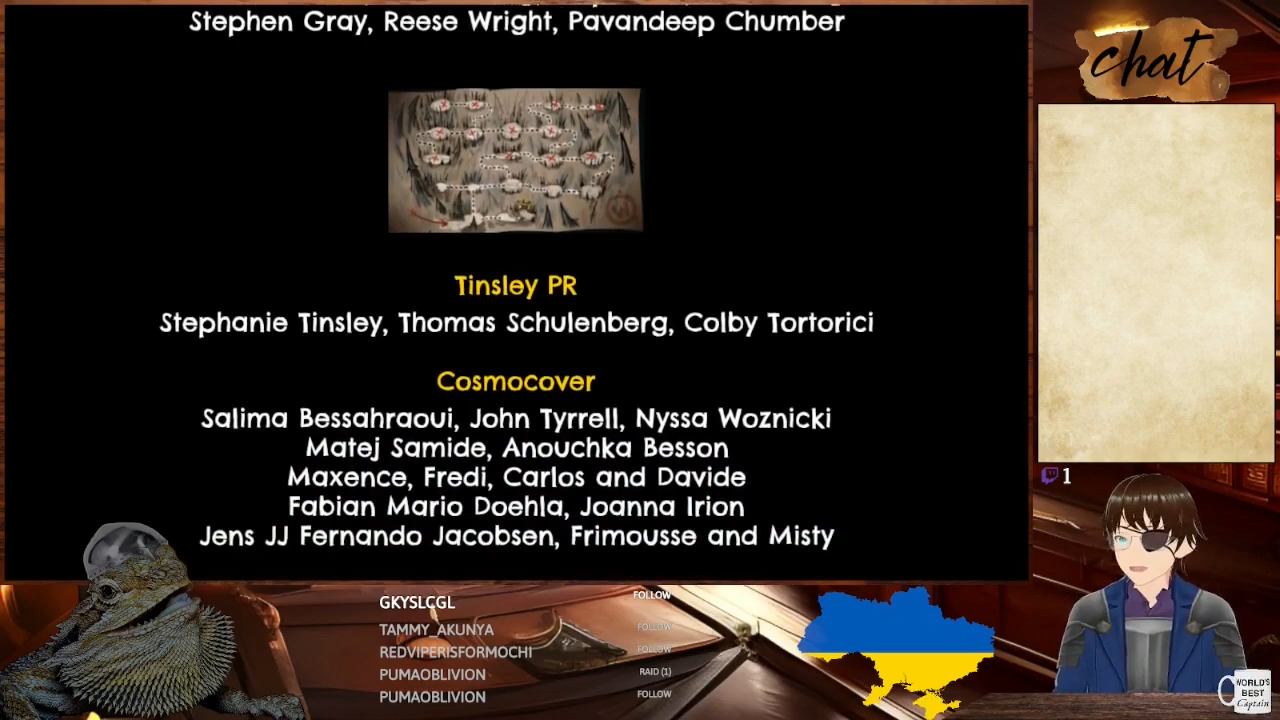 Stephen Gray, Reese Wright, Pavandeep Chumber
Tinsley PR
Stephanie Tinsley, Thomas Schulenberg, Colby Tortorici
Cosmocover
Salima Bessahraoui, John Tyrrell, Nyssa Woznicki
Matej Samide, Anouchka Besson
Maxence, Fredi, Carlos and Davide
Fabian Mario Doehla, Joanna Irion
Jens JJ Fernando Jacobsen, Frimousse and Misty
chat
1
GKYSLCGL FOLLOW
TAMMY_AKUNYA FOLLOW
REDVIPERISFORMOCHI FOLLOW
PUMAOBLIVION RAID (1)
PUMAOBLIVION FOLLOW
WORLD'S
BEST
Captain